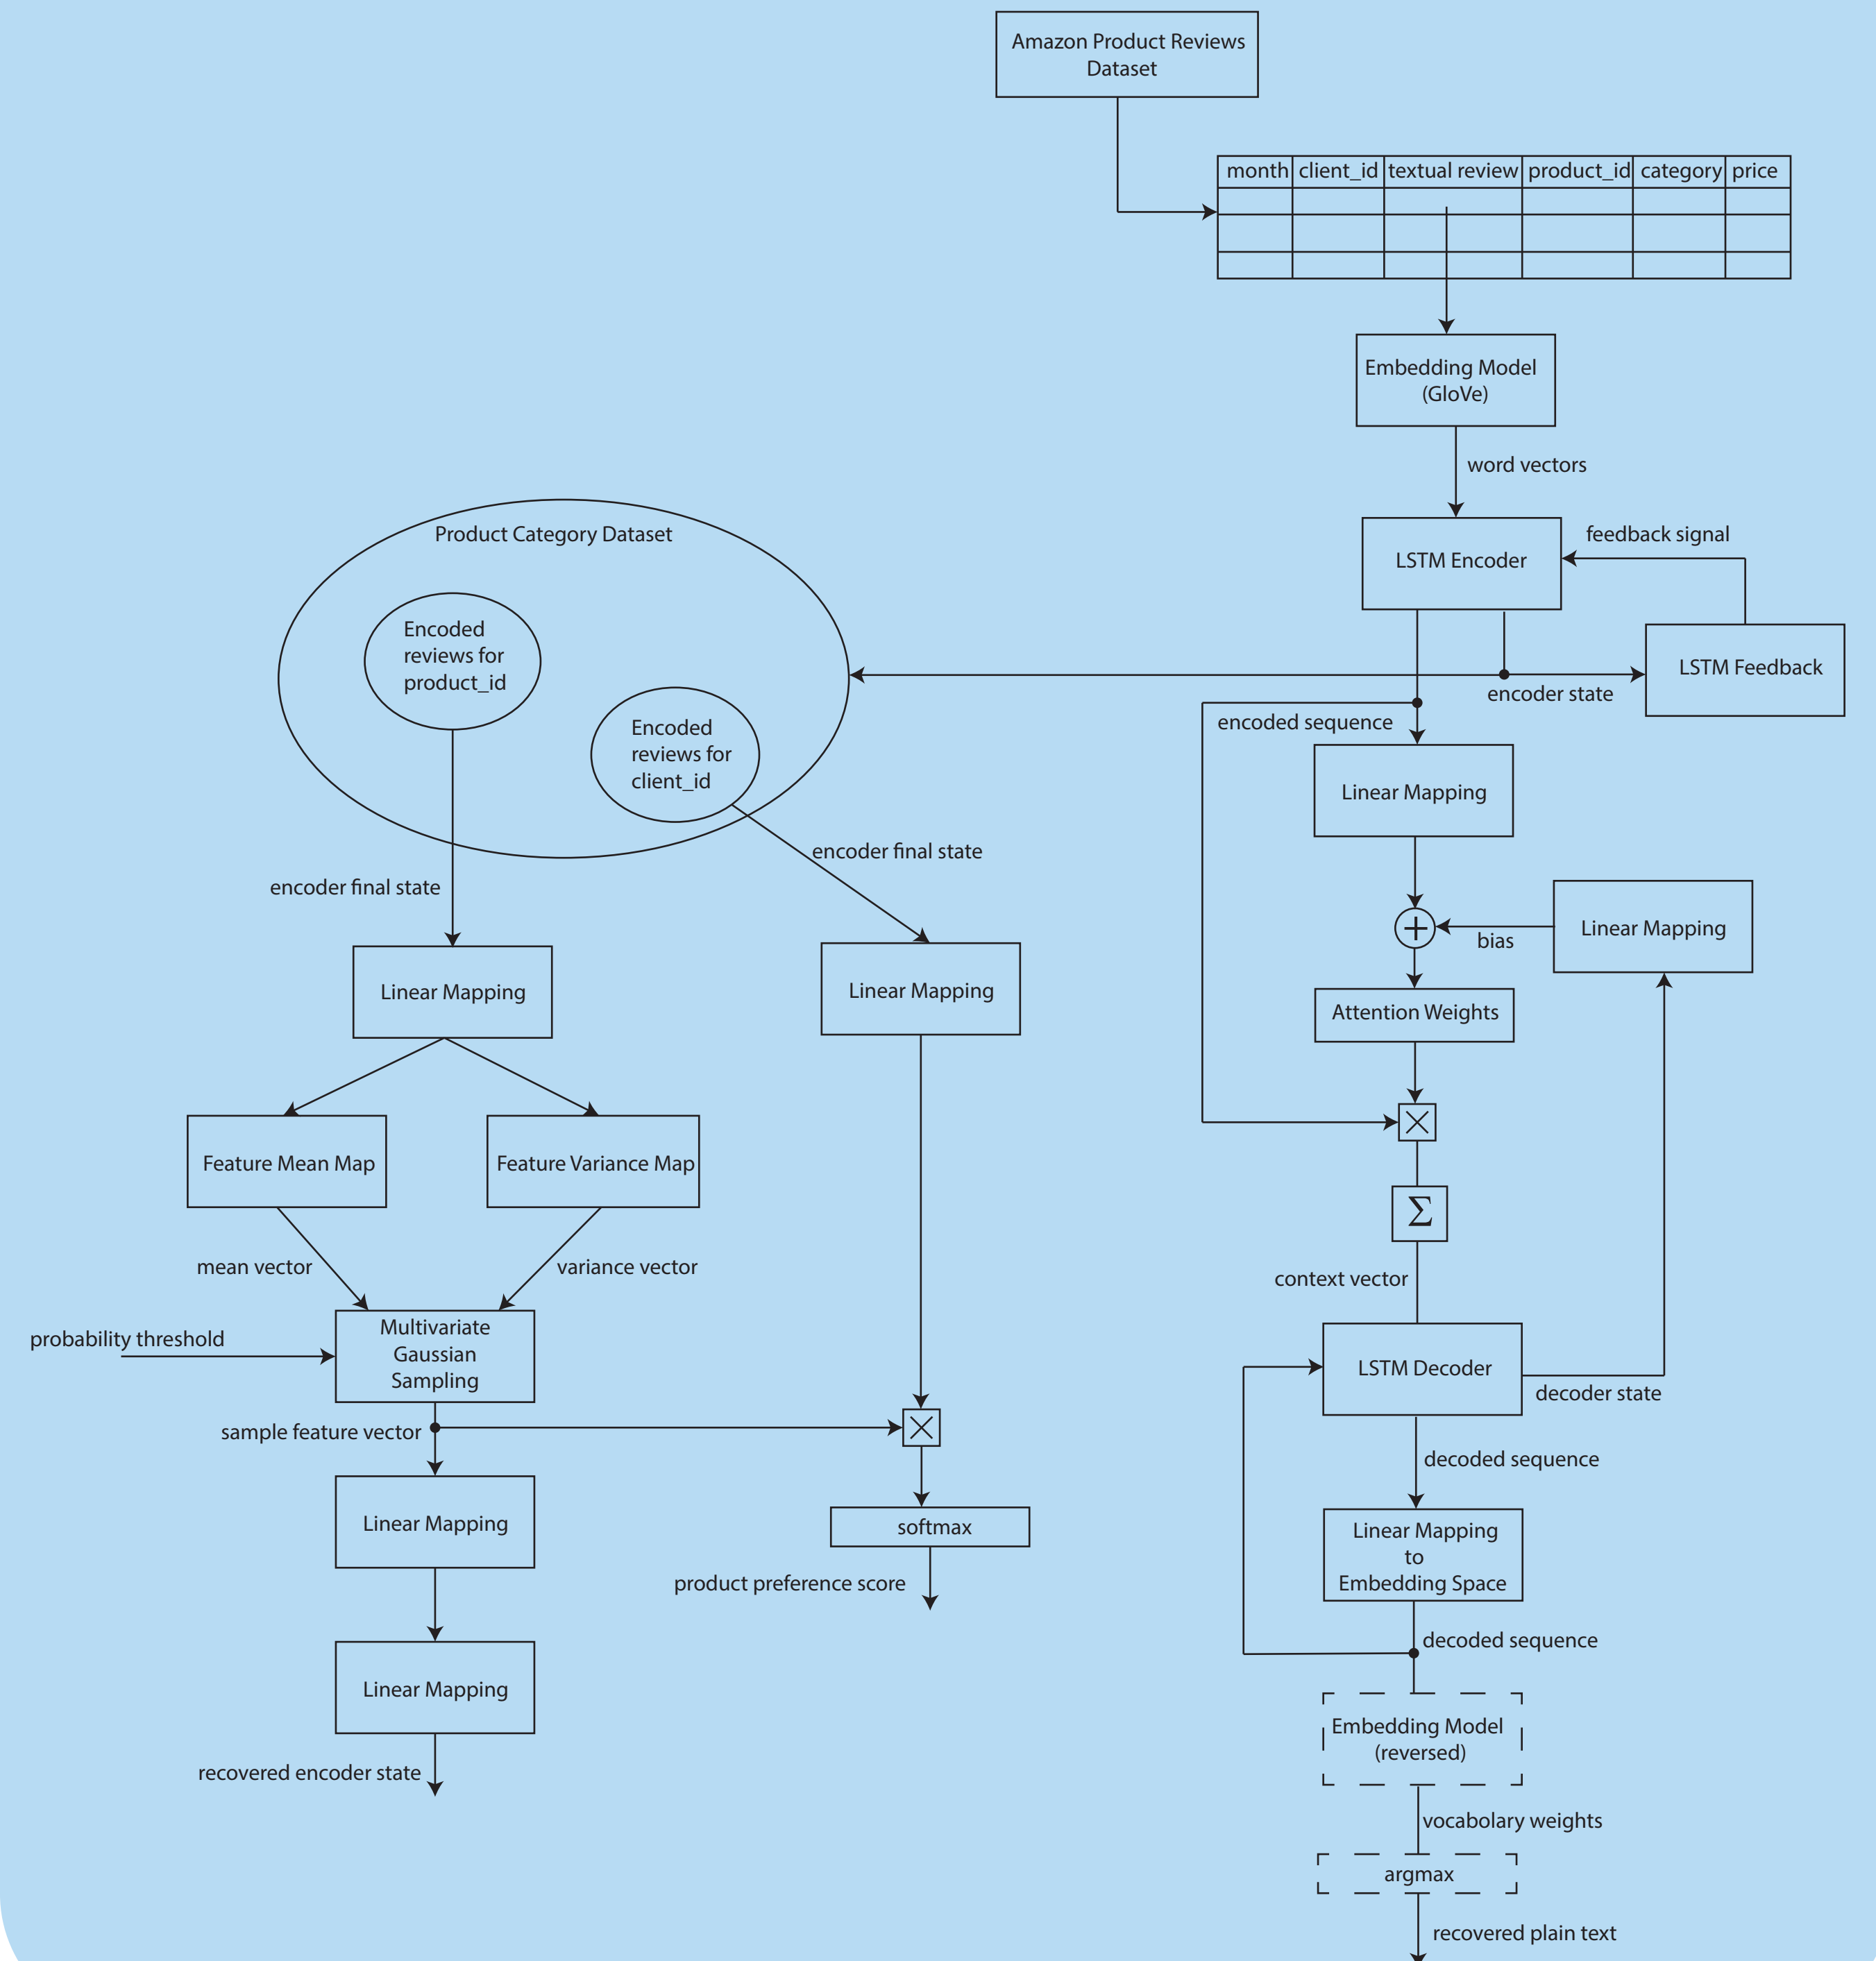 Amazon Product Reviews
Dataset
month client_id textual review product_id category price
Embedding Model
(GloVe)
word vectors
LSTM Encoder
feedback signal
LSTM Feedback
encoder state
encoded sequence
Product Category Dataset
Encoded
reviews for
product_id
Encoded
reviews for
client_id
encoder final state
encoder final state
Linear Mapping
Linear Mapping
Linear Mapping
+
bias
Linear Mapping
Attention Weights
Feature Mean Map
Feature Variance Map
mean vector
variance vector
probability threshold
Multivariate
Gaussian
Sampling
sample feature vector
Linear Mapping
Linear Mapping
recovered encoder state
×
softmax
product preference score
×
Σ
context vector
LSTM Decoder
decoder state
decoded sequence
Linear Mapping
to
Embedding Space
decoded sequence
Embedding Model
(reversed)
vocabolary weights
argmax
recovered plain text